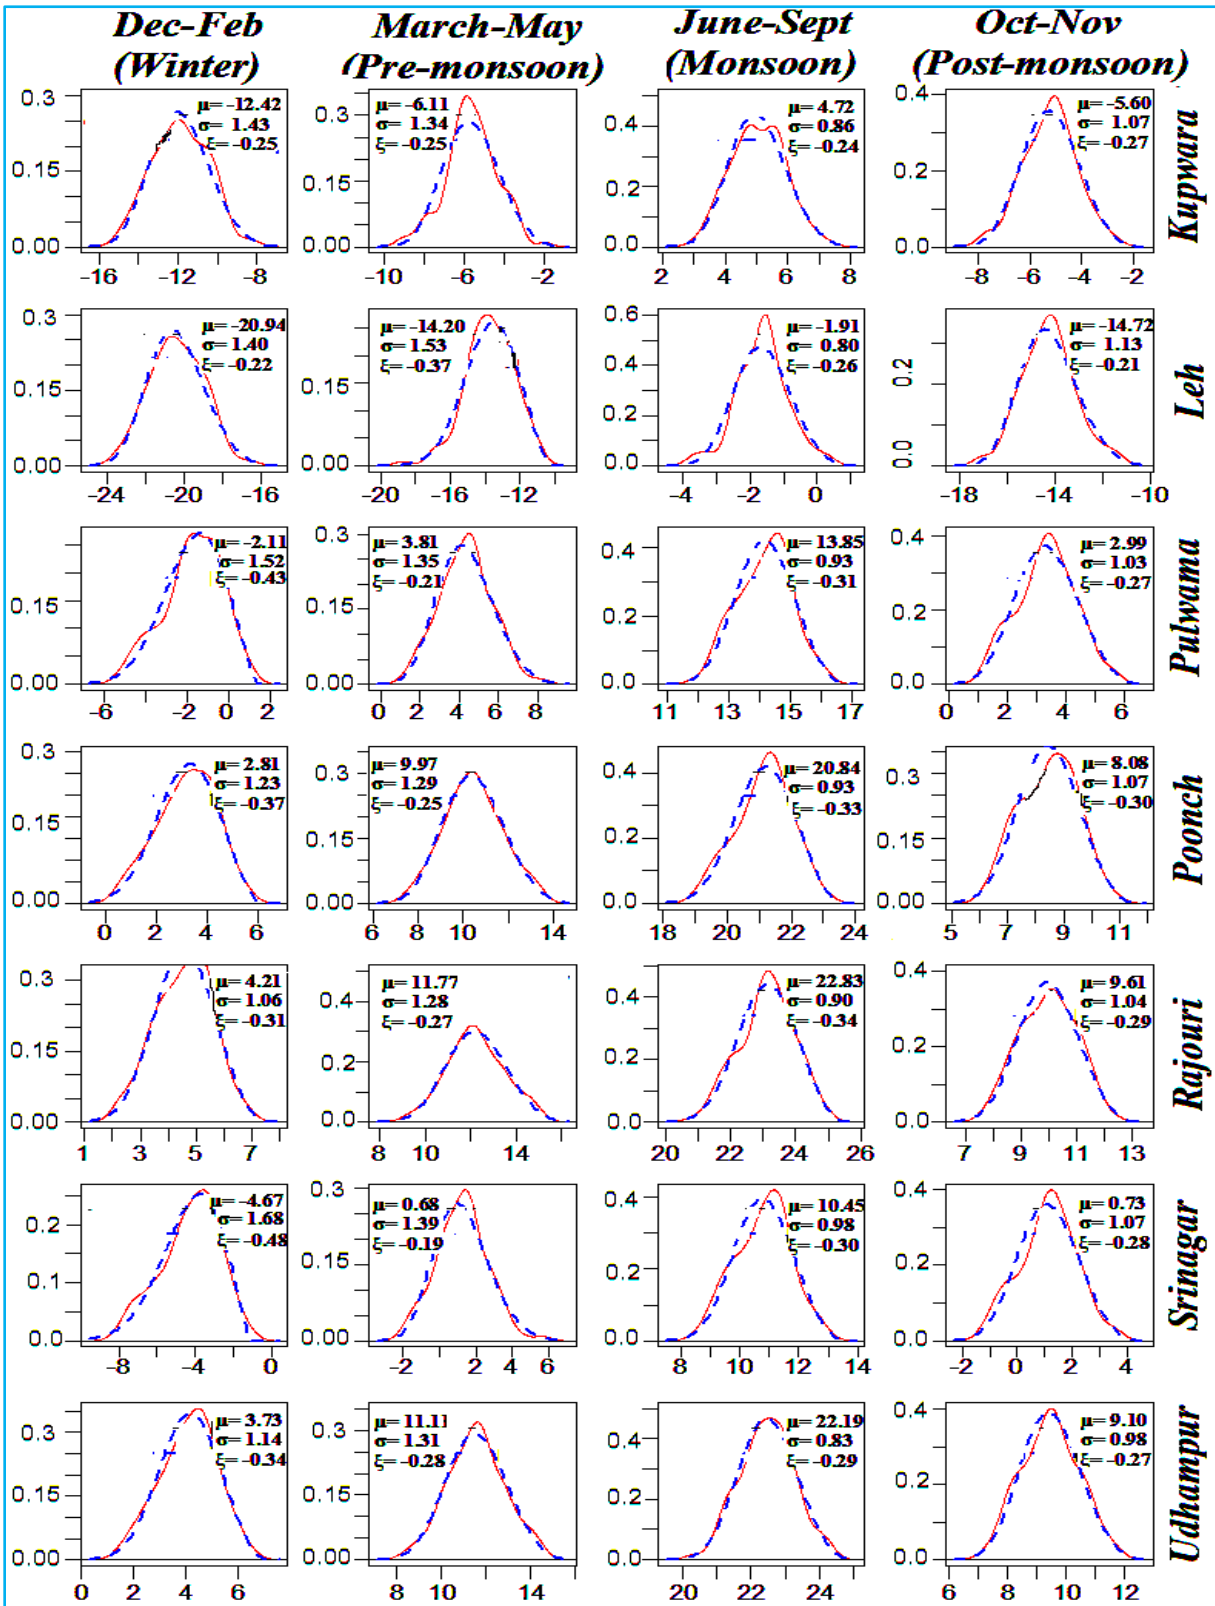 Dec-Feb March-May June-Sept Oct-Nov
(Winter) (Pre-monsoon) (Monsoon) (Post-monsoon)
Kupwara
0.3
0.15
0.00
μ= -12.42
σ= 1.43
ξ= -0.25
-16 -12 -8
0.30
0.15
0.00
μ= -6.11
σ= 1.34
ξ= -0.25
-10 -6 -2
0.4
0.2
0.0
μ= 4.72
σ= 0.86
ξ= -0.24
2 4 6 8
0.4
0.2
0.0
μ= -5.60
σ= 1.07
ξ= -0.27
-8 -6 -4 -2
Leh
0.3
0.15
0.00
μ= -20.94
σ= 1.40
ξ= -0.22
-24 -20 -15
0.3
0.15
0.00
μ= -14.20
σ= 1.53
ξ= -0.37
-20 -16 -12
0.6
0.4
0.2
0.0
μ= -1.91
σ= 0.80
ξ= -0.26
-4 -2 0
0.2
0.0
μ= -14.72
σ= 1.13
ξ= -0.21
-18 -14 -10
Pulwama
0.3
0.15
0.00
μ= -2.11
σ= 1.52
ξ= -0.43
-6 -2 0 2
0.3
0.15
0.00
μ= 3.81
σ= 1.35
ξ= -0.21
0 2 4 6 8
0.4
0.2
0.0
μ= 13.85
σ= 0.93
ξ= -0.31
11 13 15 17
0.4
0.2
0.0
μ= 2.99
σ= 1.03
ξ= -0.27
0 2 4 6
Poonch
0.3
0.15
0.00
μ= 2.81
σ= 1.23
ξ= -0.37
0 2 4 6
0.30
0.15
0.00
μ= 9.97
σ= 1.29
ξ= -0.25
6 8 10 14
0.4
0.2
0.0
μ= 20.84
σ= 0.93
ξ= -0.33
18 20 21 22 24
0.3
0.15
0.00
μ= 8.08
σ= 1.07
ξ= -0.30
5 7 9 11
Rajouri
0.3
0.15
0.00
μ= 4.21
σ= 1.06
ξ= -0.31
1 3 5 7
0.4
0.2
0.0
μ= 11.77
σ= 1.28
ξ= -0.27
8 10 12 14
0.4
0.2
0.0
μ= 22.83
σ= 0.90
ξ= -0.34
20 22 24 26
0.4
0.2
0.0
μ= 9.61
σ= 1.04
ξ= -0.29
7 9 11 13
Srinagar
0.2
0.1
0.0
μ= -4.67
σ= 1.68
ξ= -0.48
-8 -4 0
0.3
0.15
0.00
μ= 0.68
σ= 1.39
ξ= -0.19
-2 2 4 6
0.4
0.2
0.0
μ= 10.45
σ= 0.98
ξ= -0.30
8 10 12 14
0.4
0.2
0.0
μ= 0.73
σ= 1.07
ξ= -0.28
-2 0 2 4
Udhampur
0.3
0.15
0.00
μ= 3.73
σ= 1.14
ξ= -0.34
0 2 4 6
0.3
0.15
0.00
μ= 11.11
σ= 1.31
ξ= -0.28
8 10 12 14
0.4
0.2
0.0
μ= 22.19
σ= 0.83
ξ= -0.29
20 22 24
0.4
0.2
0.0
μ= 9.10
σ= 0.98
ξ= -0.27
6 8 10 12